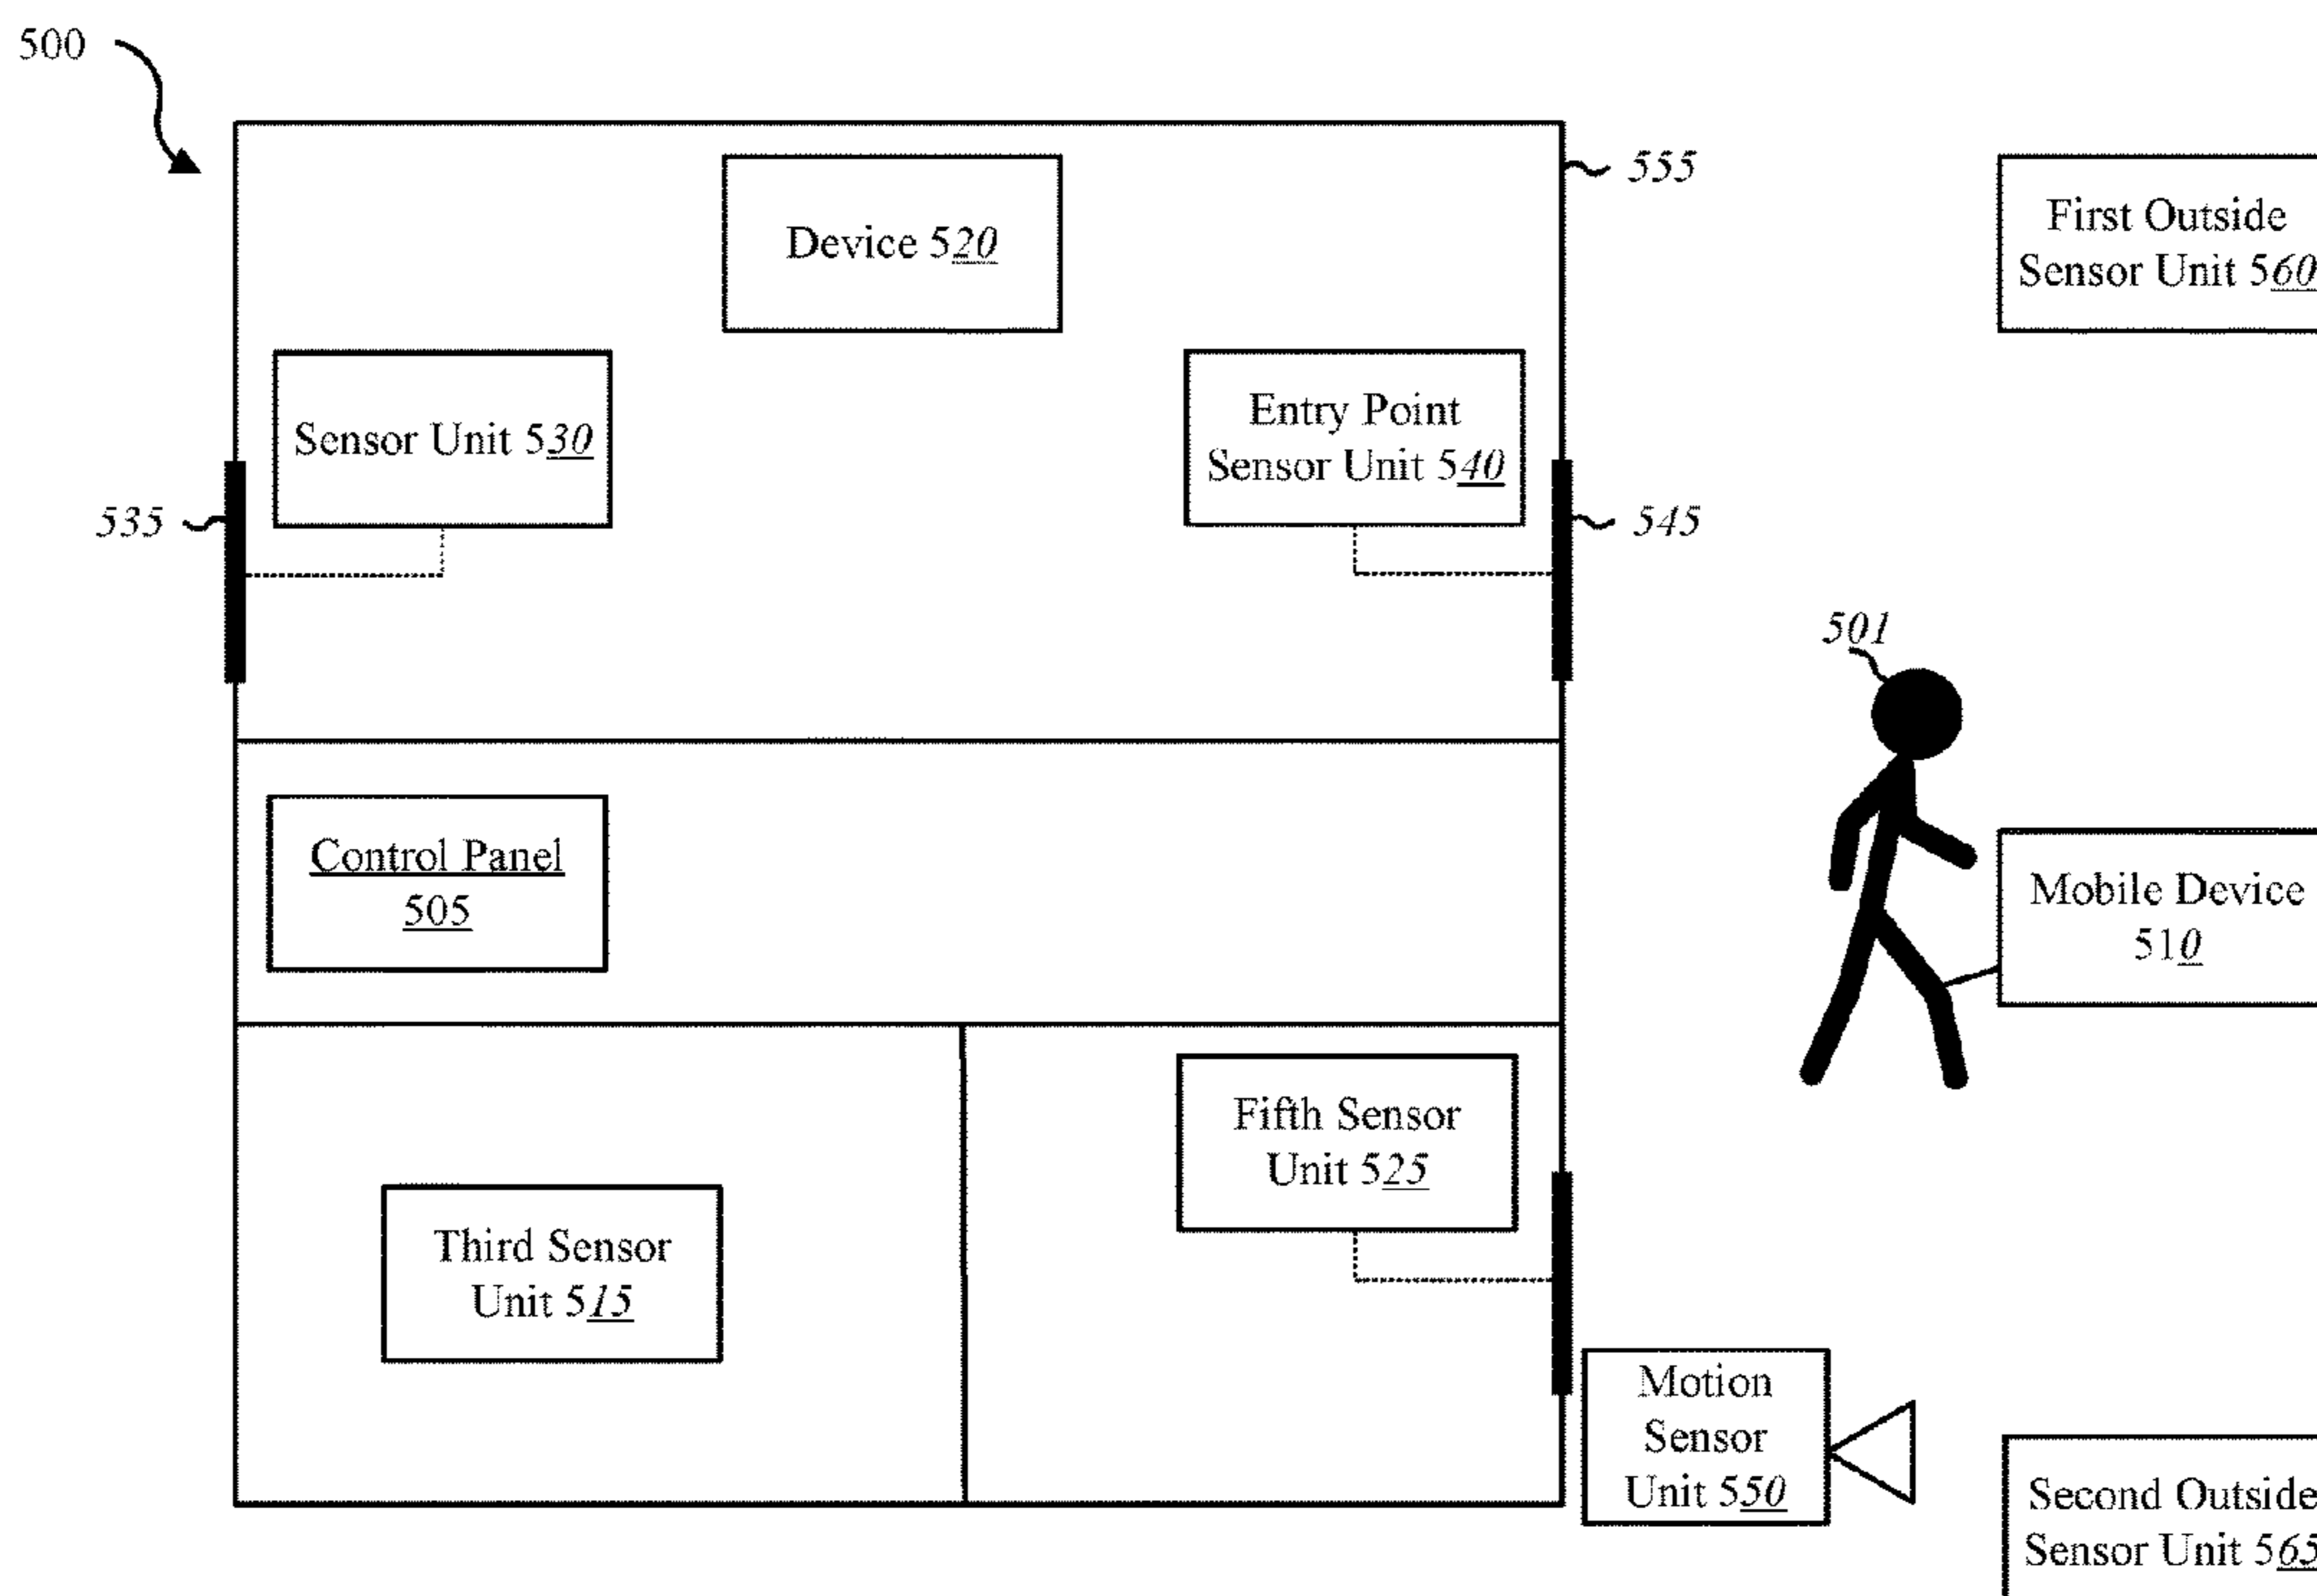 500
555
Device 520
First Outside
Sensor Unit 560
Sensor Unit 530
Entry Point
Sensor Unit 540
535
545
501
Control Panel
505
Mobile Device
510
Fifth Sensor
Unit 525
Third Sensor
Unit 515
Motion
Sensor
Unit 550
Second Outside
Sensor Unit 565